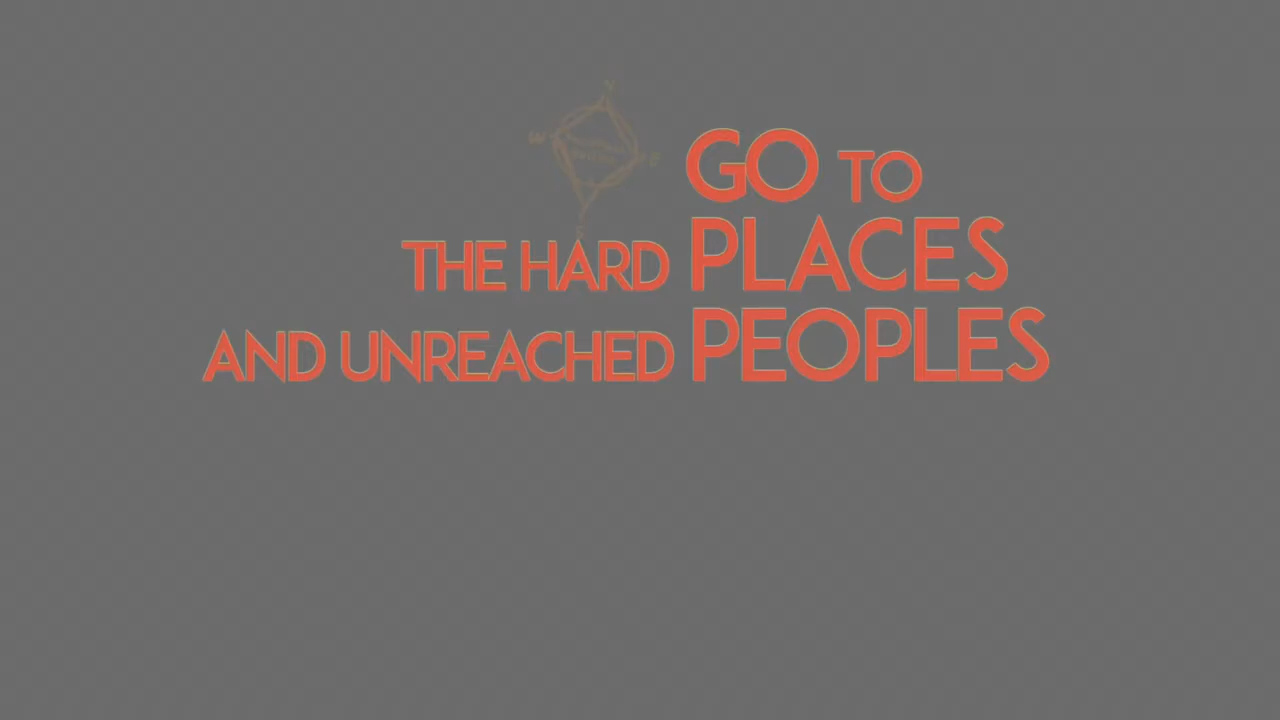 GO TO
THE HARD PLACES
AND UNREACHED PEOPLES
W
E
S